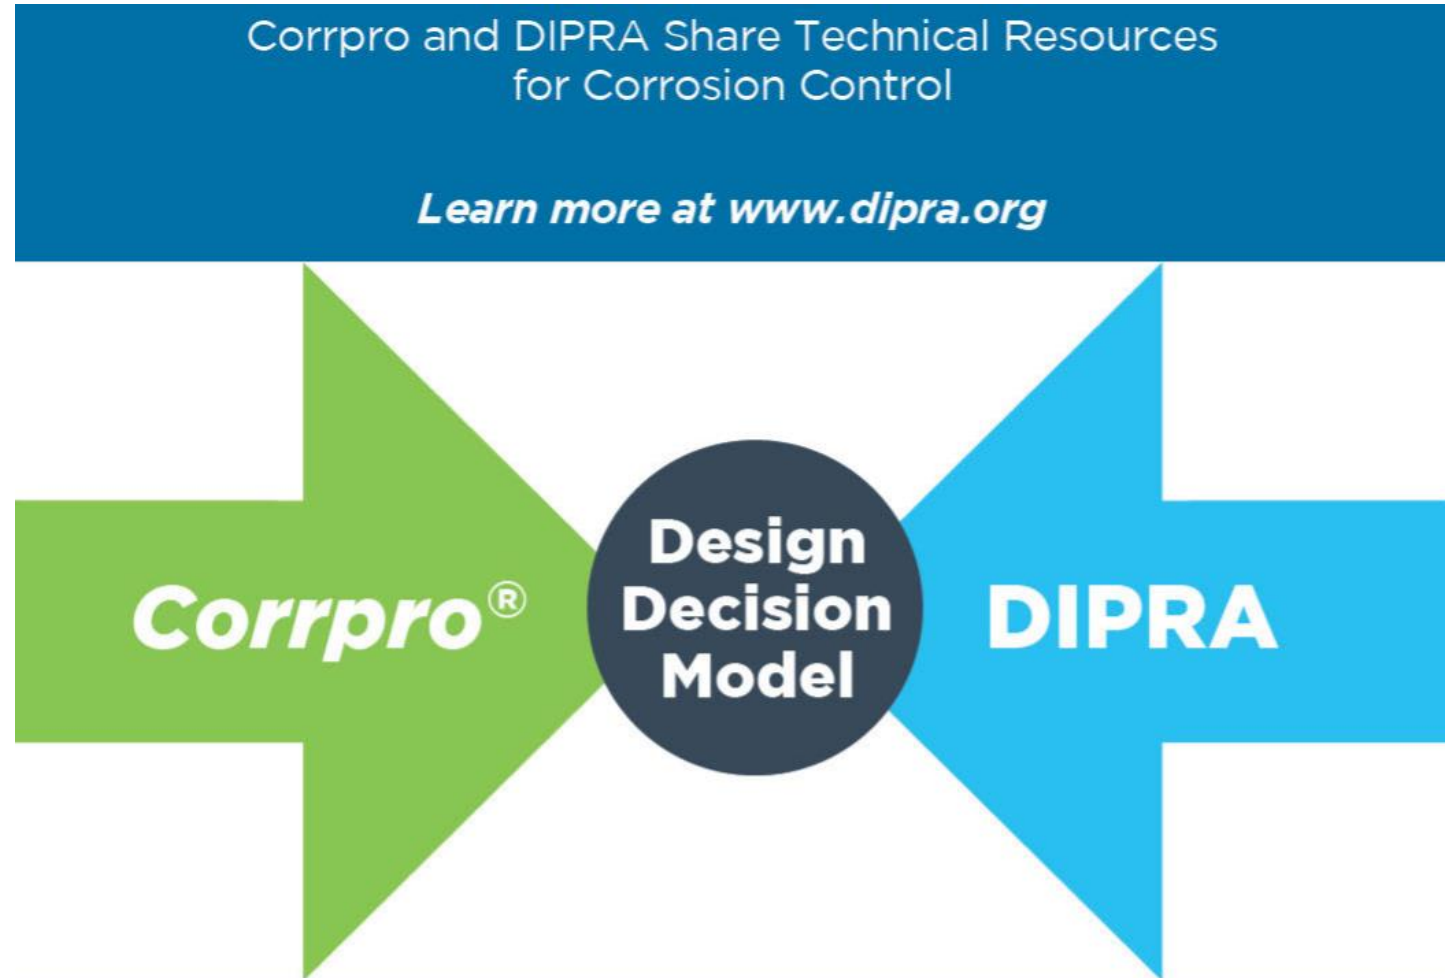 Corrpro and DIPRA Share Technical Resources
for Corrosion Control
Learn more at www.dipra.org
Corrpro®
Design
Decision
Model
DIPRA